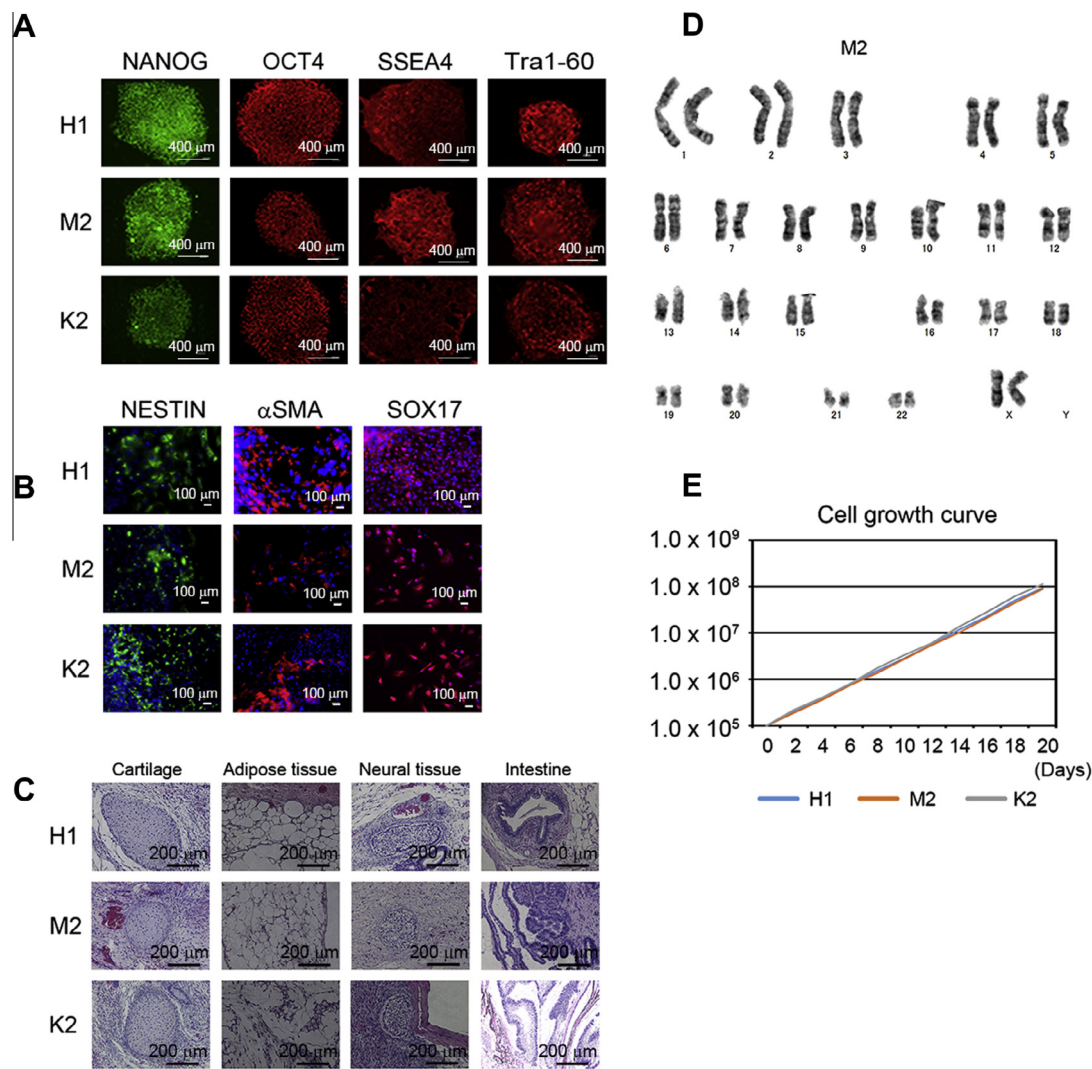 A
NANOG OCT4 SSEA4 Tra1-60
H1
400 µm 400 µm 400 µm 400 µm
M2
400 µm 400 µm 400 µm 400 µm
K2
400 µm 400 µm 400 µm 400 µm
B
NESTIN αSMA SOX17
H1
100 µm 100 µm 100 µm
M2
100 µm 100 µm 100 µm
K2
100 µm 100 µm 100 µm
C
Cartilage Adipose tissue Neural tissue Intestine
H1
200 µm 200 µm 200 µm 200 µm
M2
200 µm 200 µm 200 µm 200 µm
K2
200 µm 200 µm 200 µm 200 µm
D
M2
1 2 3 4 5
6 7 8 9 10 11 12
13 14 15 16 17 18
19 20 21 22 X Y
E
Cell growth curve
1.0 x 10⁹
1.0 x 10⁸
1.0 x 10⁷
1.0 x 10⁶
1.0 x 10⁵
0 2 4 6 8 10 12 14 16 18 20
(Days)
H1 M2 K2